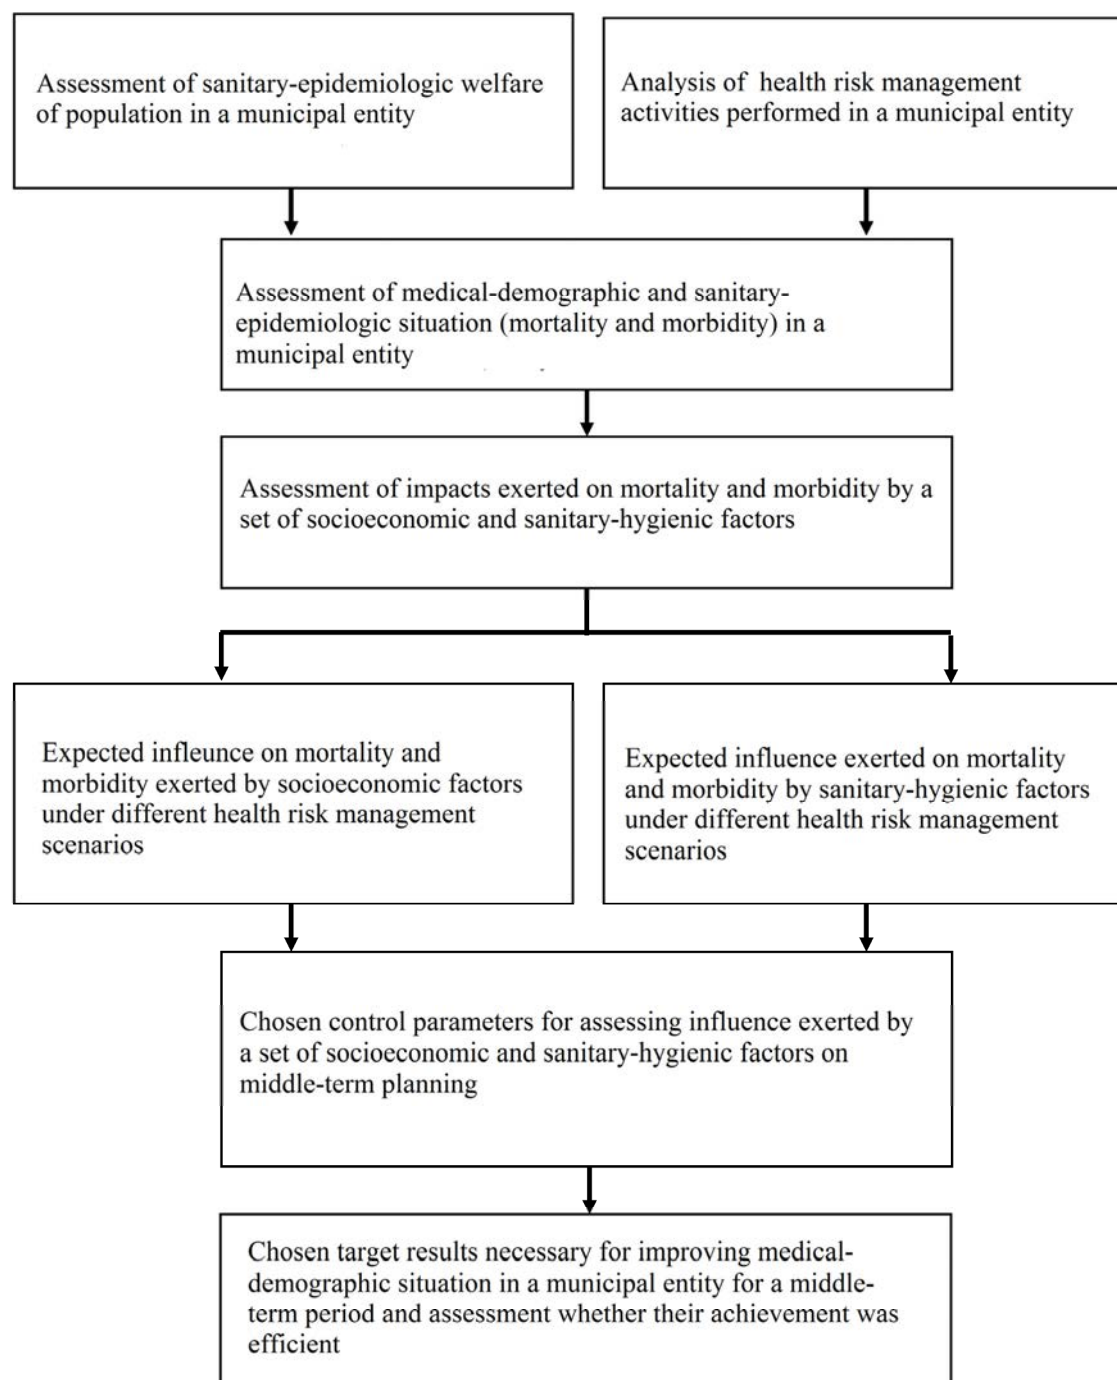 Assessment of sanitary-epidemiologic welfare
of population in a municipal entity
Analysis of health risk management
activities performed in a municipal entity
Assessment of medical-demographic and sanitary-
epidemiologic situation (mortality and morbidity) in a
municipal entity
Assessment of impacts exerted on mortality and morbidity by a
set of socioeconomic and sanitary-hygienic factors
Expected infleunce on mortality and
morbidity exerted by socioeconomic factors
under different health risk management
scenarios
Expected influence exerted on mortality
and morbidity by sanitary-hygienic factors
under different health risk management
scenarios
Chosen control parameters for assessing influence exerted by
a set of socioeconomic and sanitary-hygienic factors on
middle-term planning
Chosen target results necessary for improving medical-
demographic situation in a municipal entity for a middle-
term period and assessment whether their achievement was
efficient